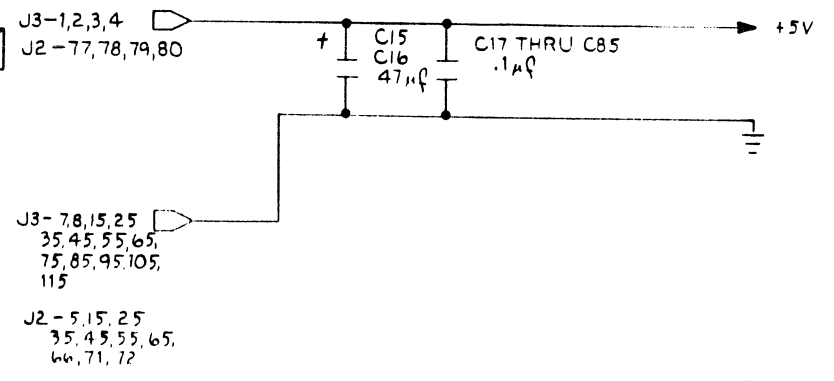 J3-1,2,3,4
J2-77,78,79,80
+
C15
C16
47µf
C17 THRU C85
.1µf
+5V
J3-7,8,15,25
35,45,55,65,
75,85,95,105,
115
J2-5,15,25
35,45,55,65,
66,71,72